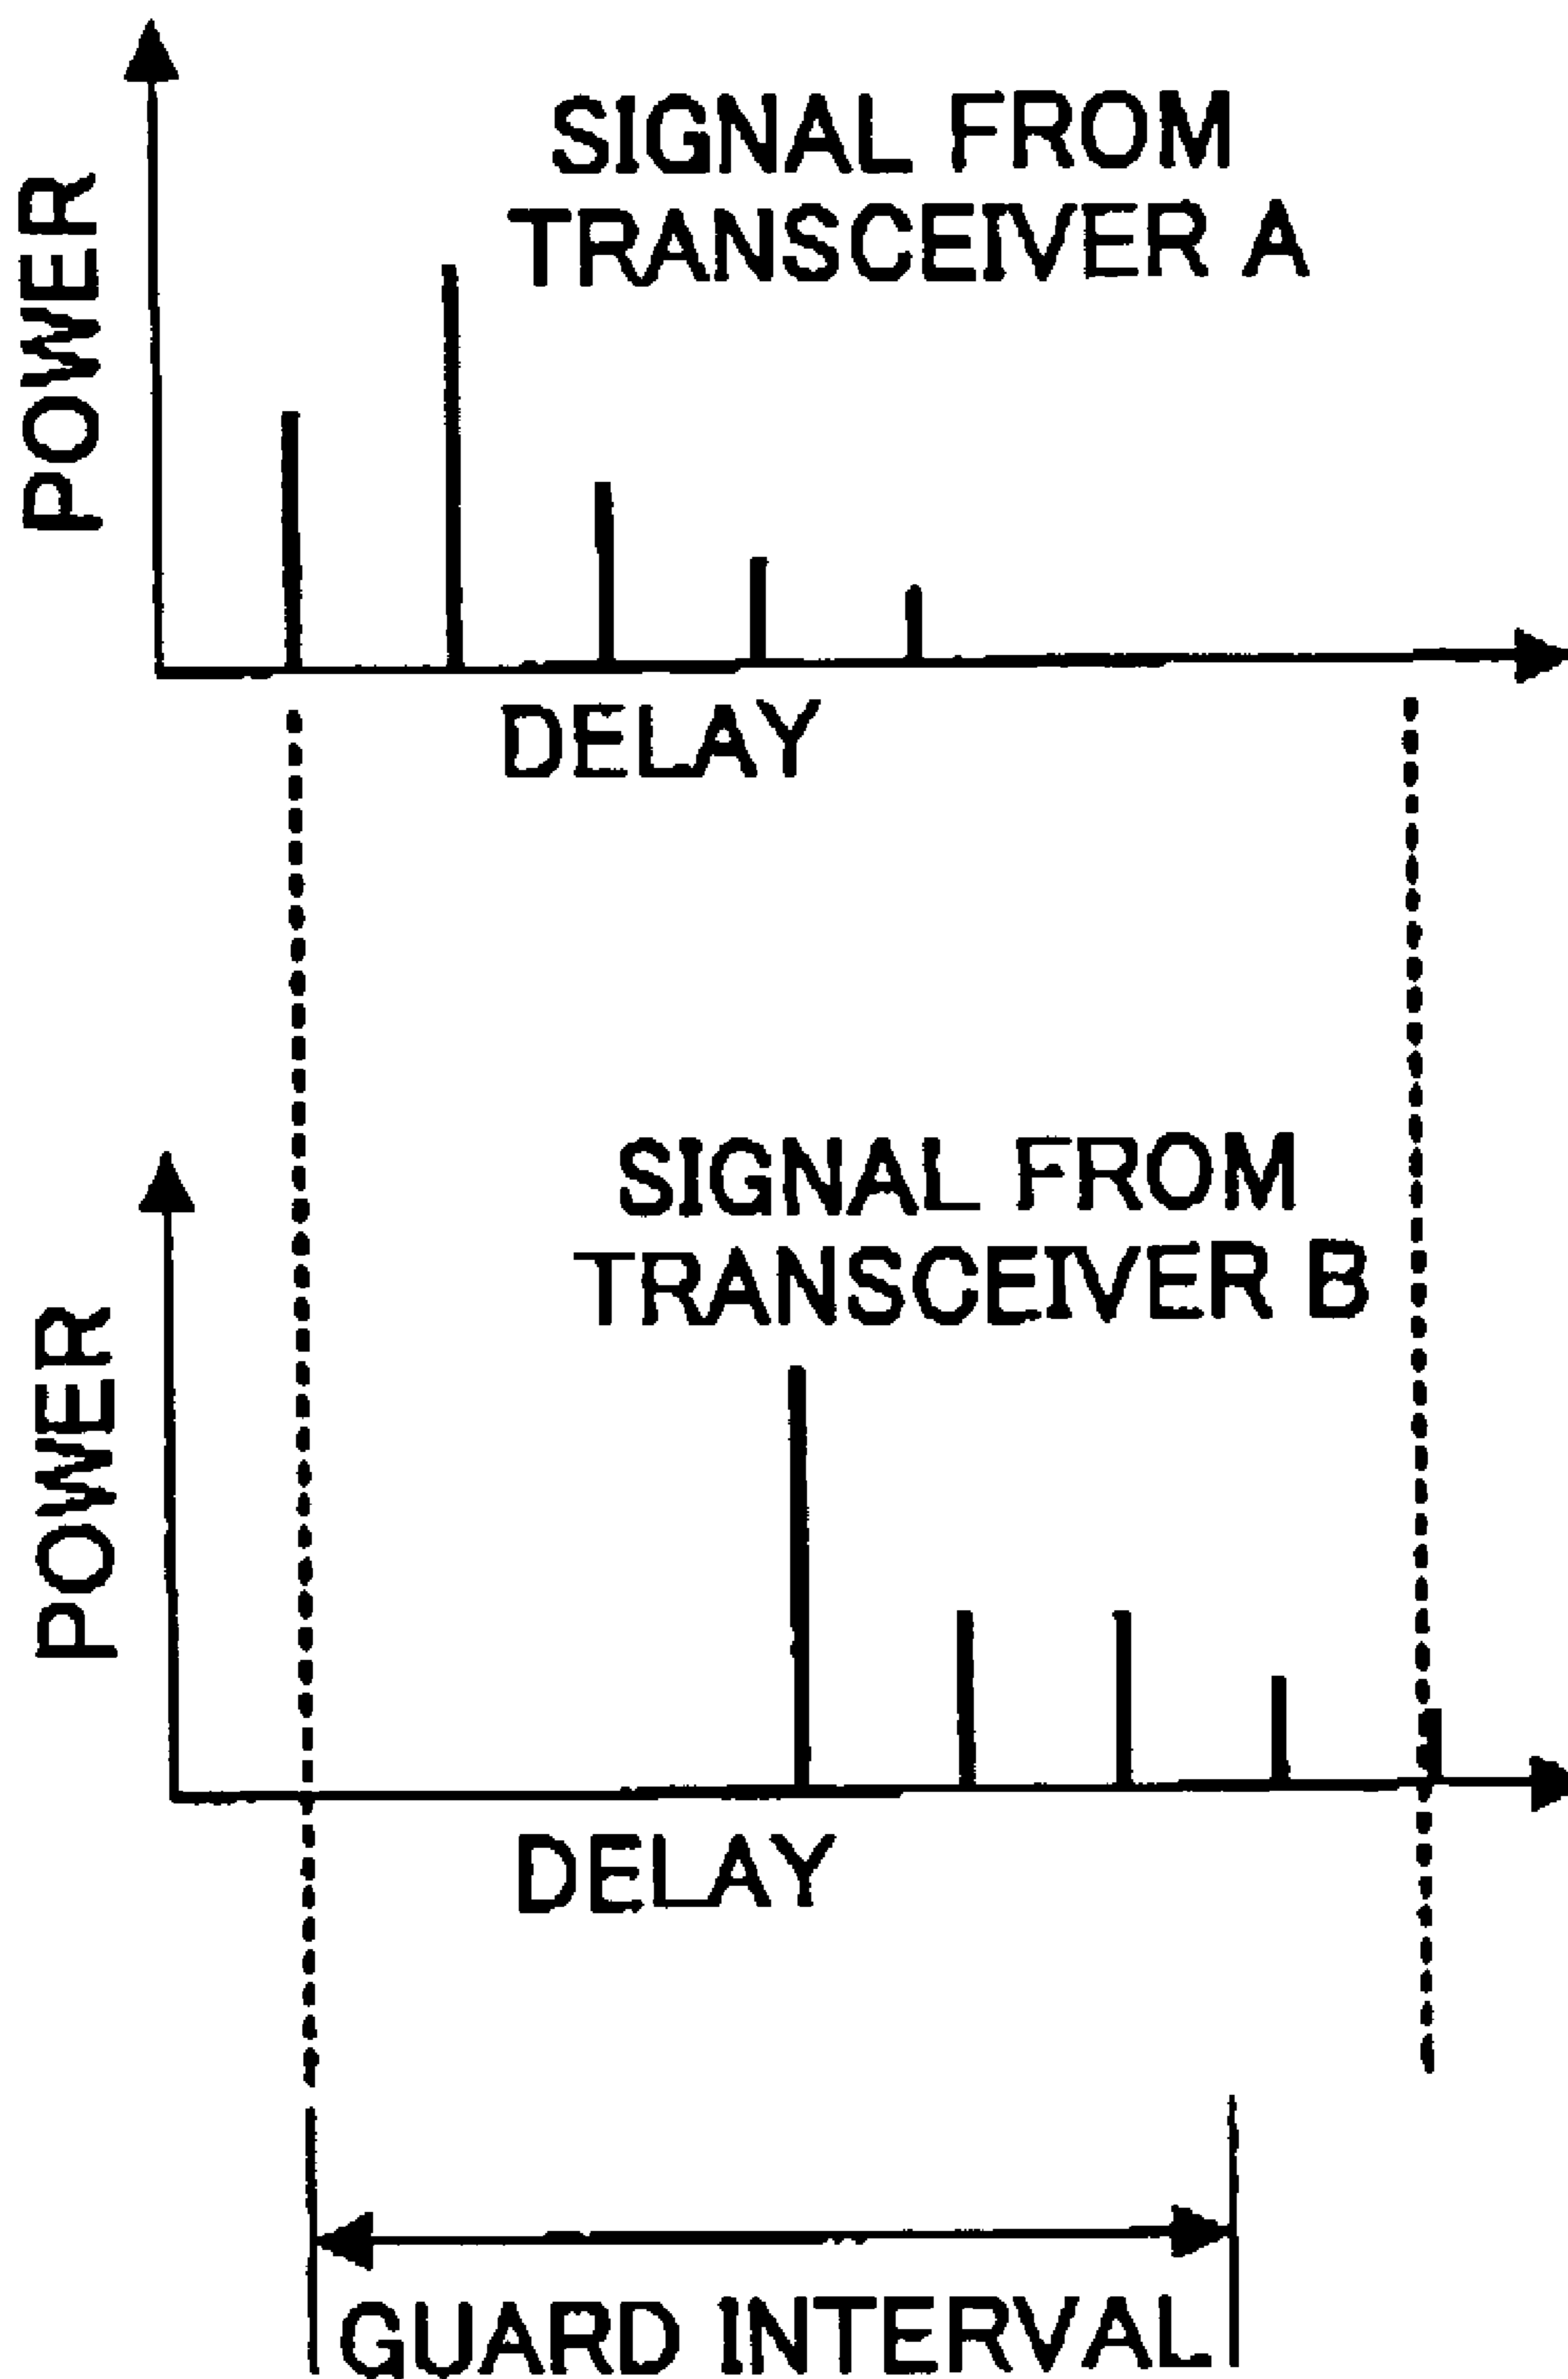 POWER
SIGNAL FROM
TRANSCEIVER A
DELAY
POWER
SIGNAL FROM
TRANSCEIVER B
DELAY
GUARD INTERVAL